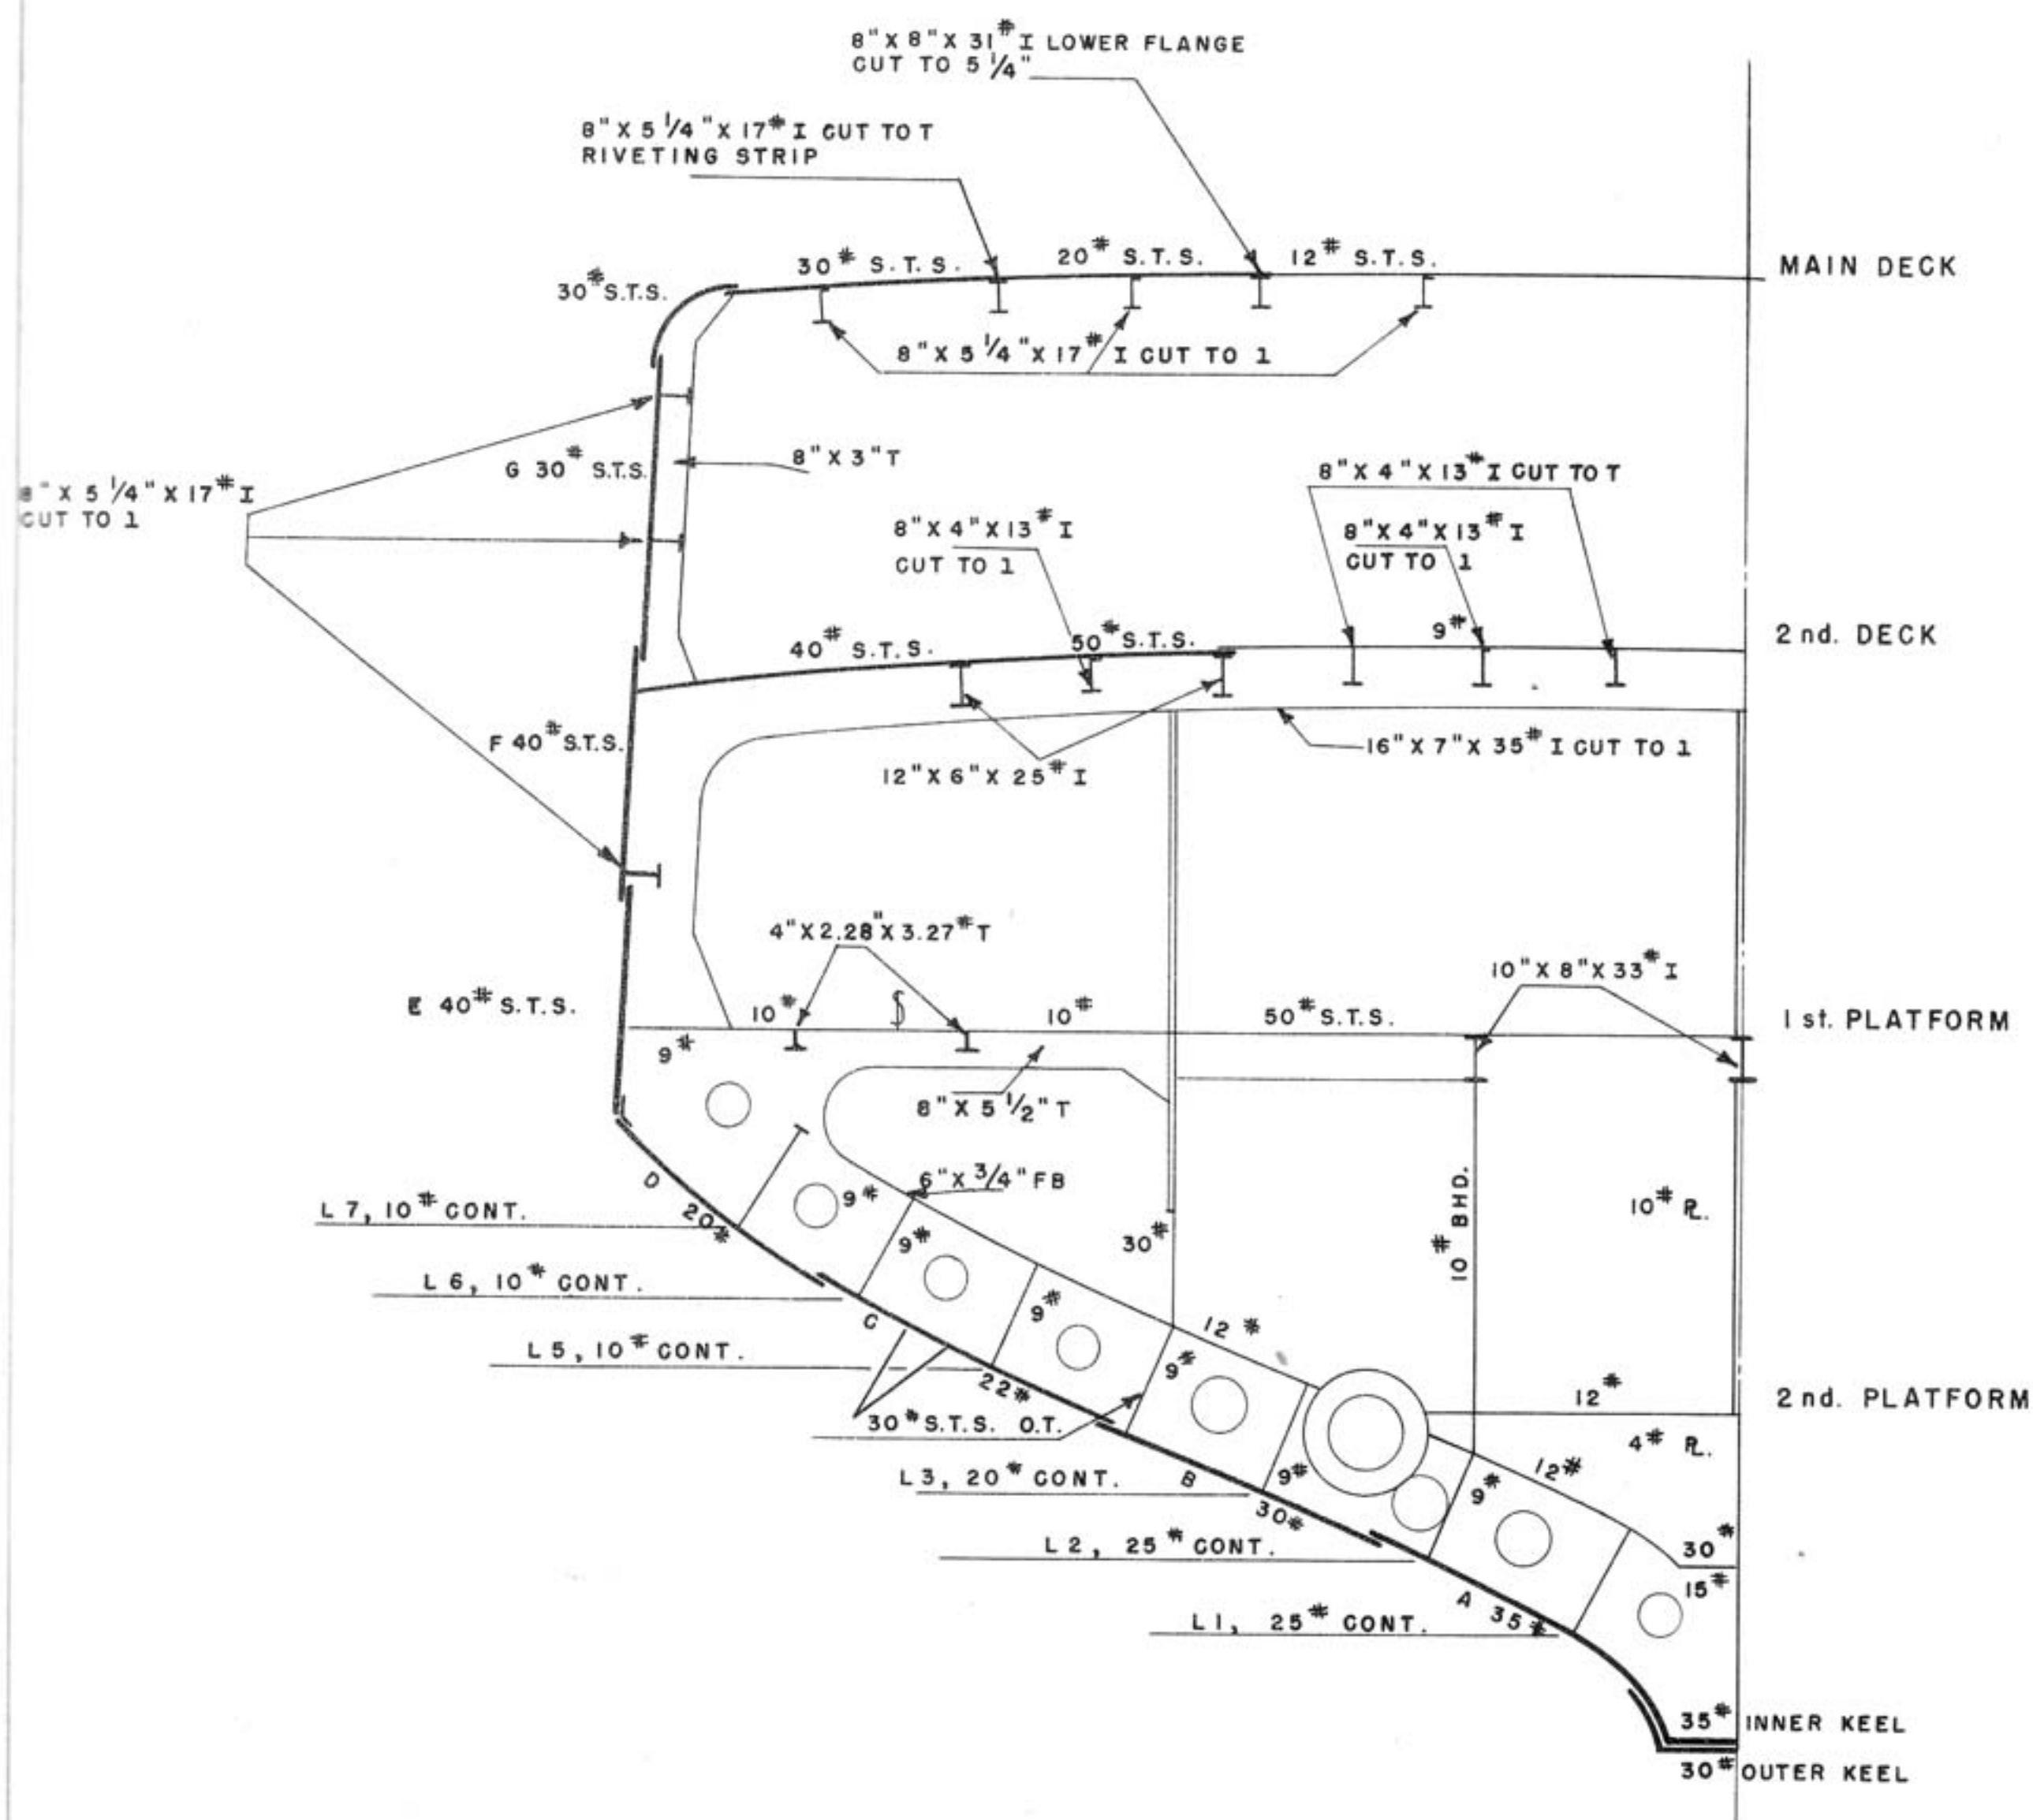 8" X 8" X 31# I LOWER FLANGE
CUT TO 5 1/4"
8" X 5 1/4" X 17# I CUT TO T
RIVETING STRIP
30# S.T.S.
30# S.T.S.
20# S.T.S.
12# S.T.S.
MAIN DECK
8" X 5 1/4" X 17# I CUT TO 1
G 30# S.T.S.
8" X 3" T
8" X 5 1/4" X 17# I
CUT TO 1
8" X 4" X 13# I CUT TO T
8" X 4" X 13# I
CUT TO 1
8" X 4" X 13# I
CUT TO 1
40# S.T.S.
50# S.T.S.
9#
2 nd. DECK
F 40# S.T.S.
12" X 6" X 25# I
16" X 7" X 35# I CUT TO 1
4" X 2.28" X 3.27# T
10" X 8" X 33# I
E 40# S.T.S.
10#
10#
50# S.T.S.
1 st. PLATFORM
9#
8" X 5 1/2" T
6" X 3/4" FB
D
20#
9#
L 7, 10# CONT.
9#
30#
10# BHD.
10# PL.
L 6, 10# CONT.
C
9#
12#
L 5, 10# CONT.
22#
9#
30# S.T.S. O.T.
12#
2 nd. PLATFORM
4# PL.
L 3, 20# CONT.
B
30#
9#
9#
12#
L 2, 25# CONT.
30#
15#
A 35#
L 1, 25# CONT.
35# INNER KEEL
30# OUTER KEEL